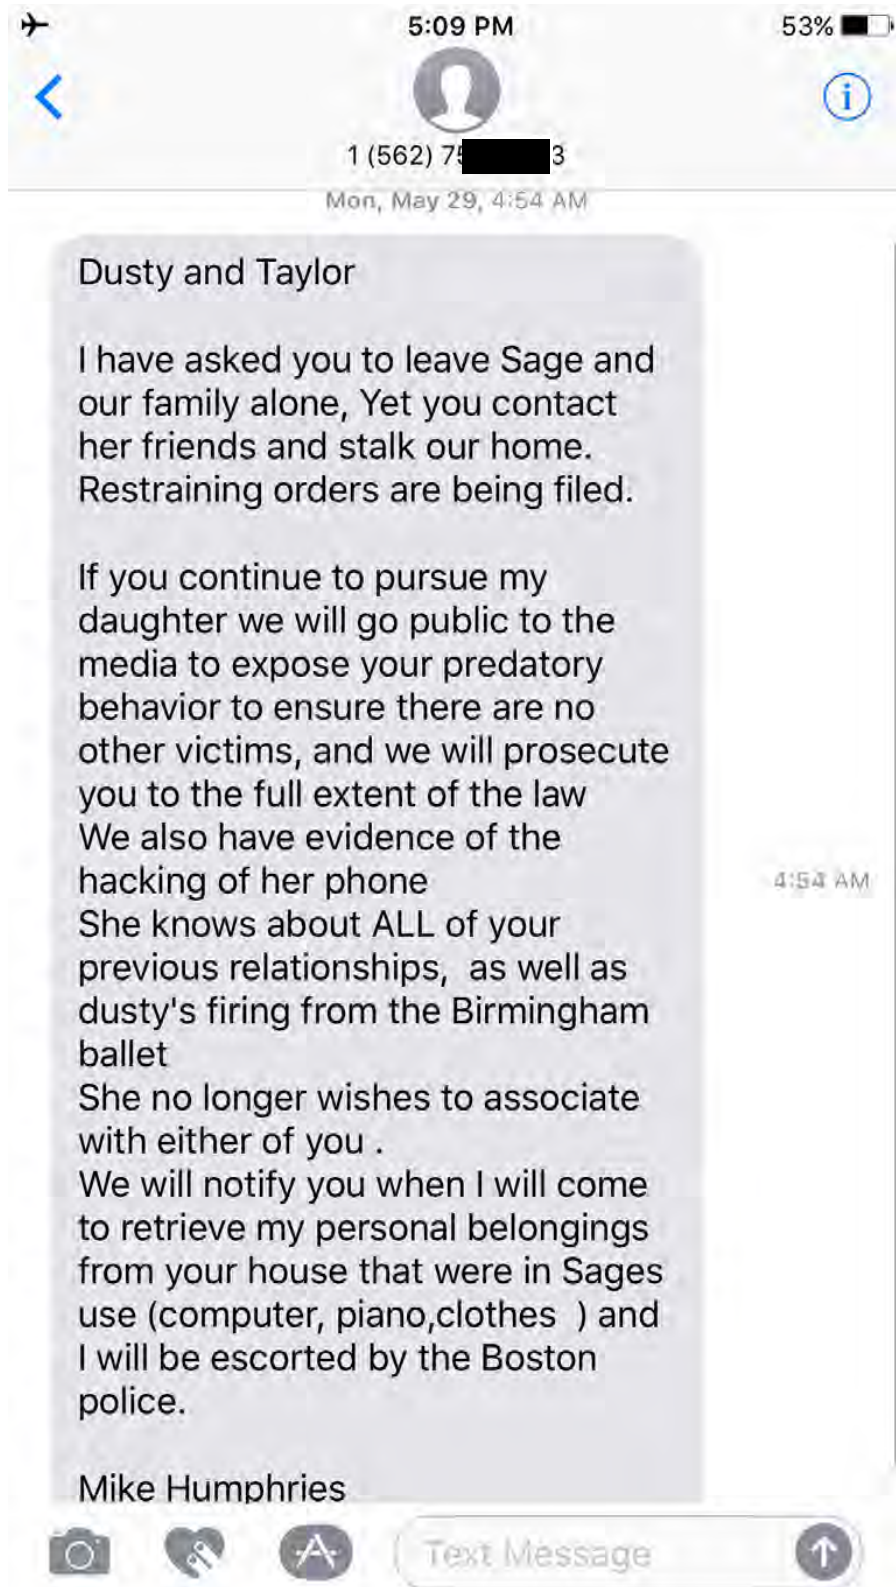 5:09 PM
53%
1 (562) 75 3
Mon, May 29, 4:54 AM
Dusty and Taylor
I have asked you to leave Sage and
our family alone, Yet you contact
her friends and stalk our home.
Restraining orders are being filed.
If you continue to pursue my
daughter we will go public to the
media to expose your predatory
behavior to ensure there are no
other victims, and we will prosecute
you to the full extent of the law
We also have evidence of the
hacking of her phone
4:54 AM
She knows about ALL of your
previous relationships,  as well as
dusty's firing from the Birmingham
ballet
She no longer wishes to associate
with either of you .
We will notify you when I will come
to retrieve my personal belongings
from your house that were in Sages
use (computer, piano,clothes  ) and
I will be escorted by the Boston
police.
Mike Humphries
Text Message